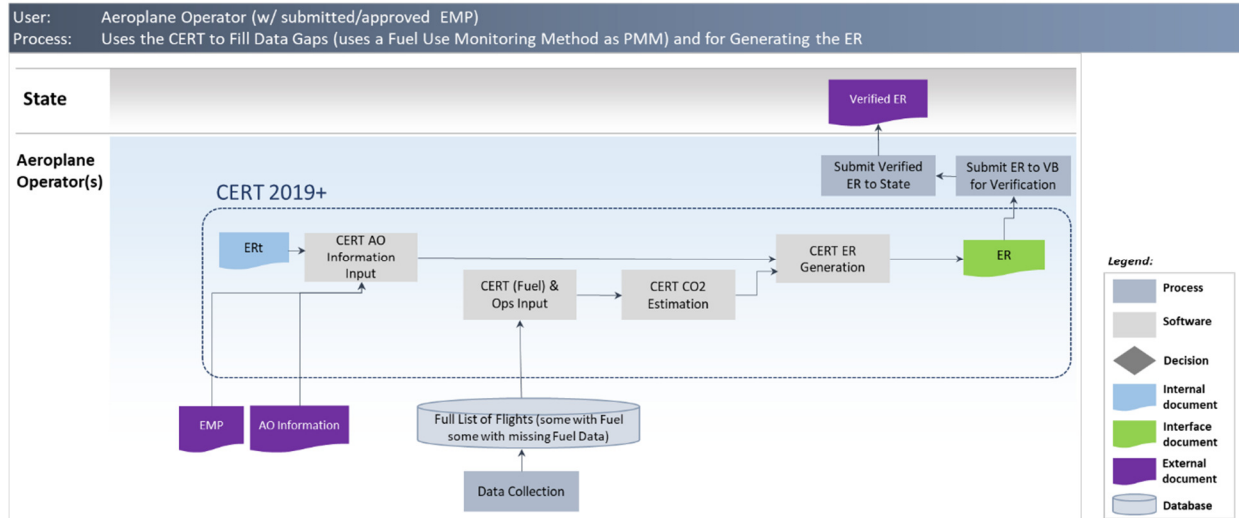 User: Aeroplane Operator (w/ submitted/approved EMP)
Process: Uses the CERT to Fill Data Gaps (uses a Fuel Use Monitoring Method as PMM) and for Generating the ER
State
Verified ER
Aeroplane
Operator(s)
Submit Verified
ER to State
Submit ER to VB
for Verification
CERT 2019+
ERt
CERT AO
Information
Input
CERT ER
Generation
ER
CERT (Fuel) &
Ops Input
CERT CO2
Estimation
EMP
AO Information
Full List of Flights (some with Fuel
some with missing Fuel Data)
Data Collection
Legend:
Process
Software
Decision
Internal
document
Interface
document
External
document
Database